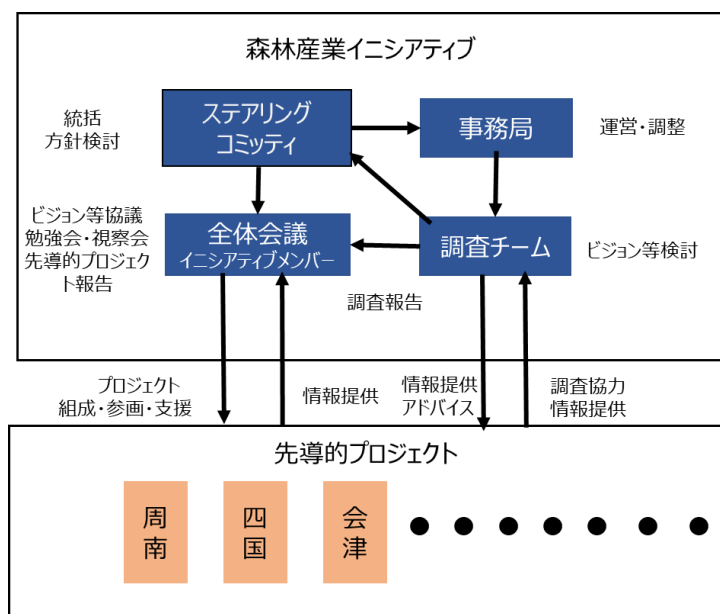 森林産業イニシアティブ
統括
方針検討
ステアリング
コミッティ
事務局
運営・調整
ビジョン等協議
勉強会・視察会
先導的プロジェク
ト報告
全体会議
イニシアティブメンバー
調査チーム
ビジョン等検討
調査報告
プロジェクト
組成・参画・支援
情報提供
情報提供
アドバイス
調査協力
情報提供
先導的プロジェクト
周南
四国
会津